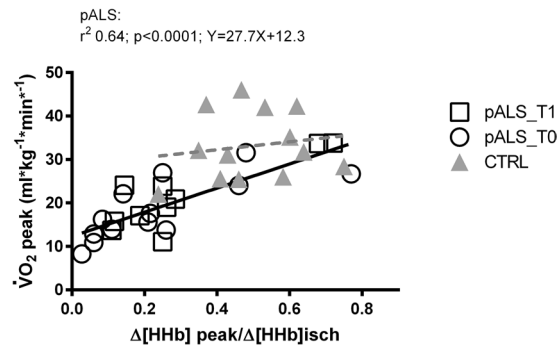 pALS:
r² 0.64; p<0.0001; Y=27.7X+12.3
50
40
30
20
10
0
0.0 0.2 0.4 0.6 0.8
V̇O₂ peak (ml*kg⁻¹*min*⁻¹)
Δ[HHb] peak/Δ[HHb]isch
pALS_T1
pALS_T0
CTRL